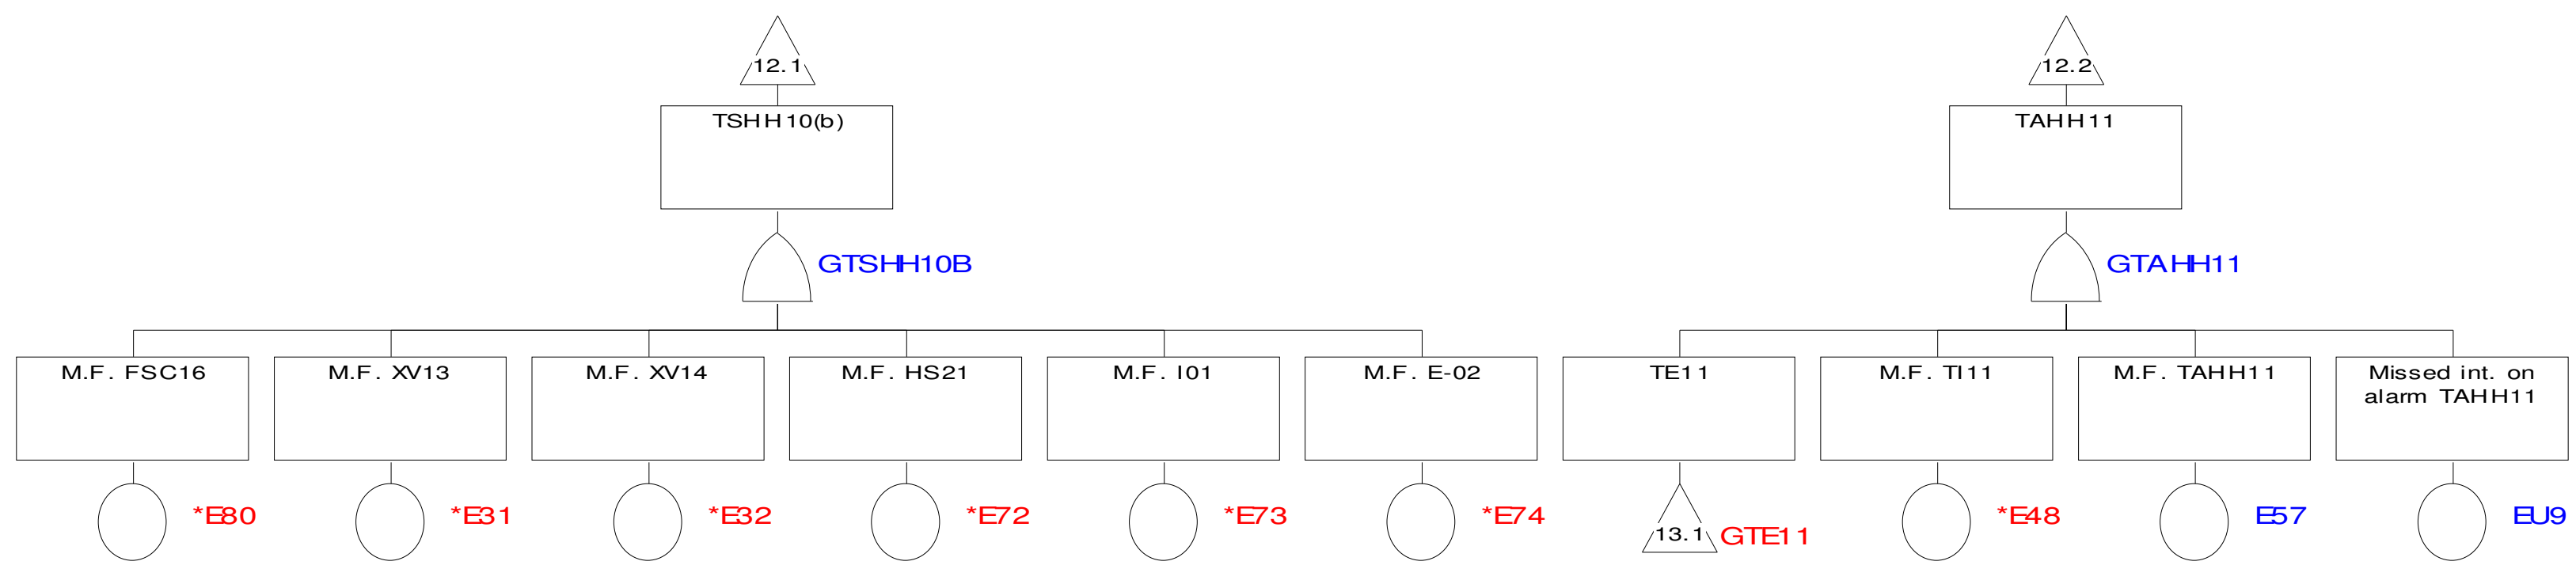 12.1
12.2
TSHH10(b)
TAHH11
GTSHH10B
GTAHH11
M.F. FSC16
M.F. XV13
M.F. XV14
M.F. HS21
M.F. I01
M.F. E-02
TE11
M.F. TI11
M.F. TAHH11
Missed int. on
alarm TAHH11
*E80
*E31
*E32
*E72
*E73
*E74
13.1
GTE11
*E48
E57
EU9